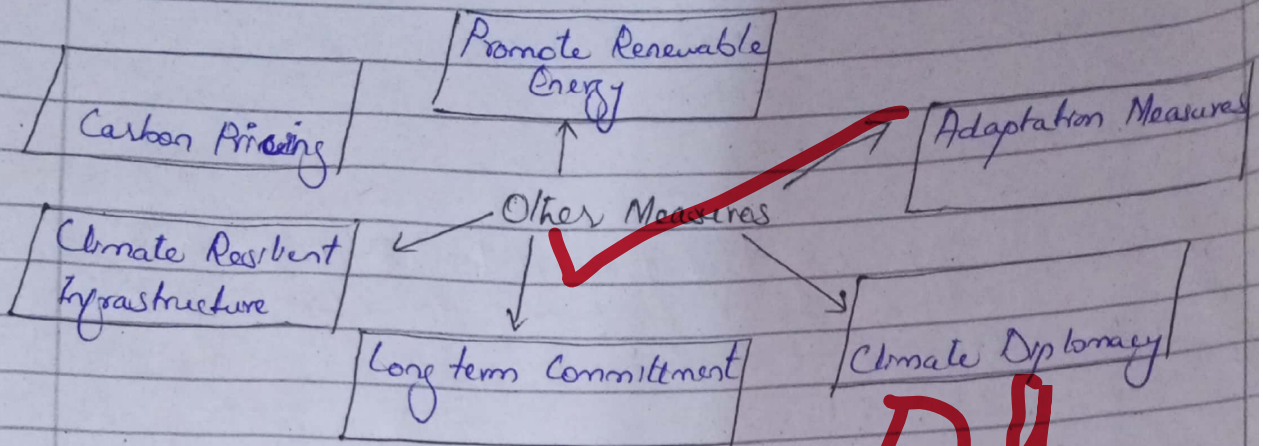 Promote Renewable
Energy
Carbon Pricing
Adaptation Measures
Other Measures
Climate Resilient
Infrastructure
Long term Committment
Climate Diplomacy